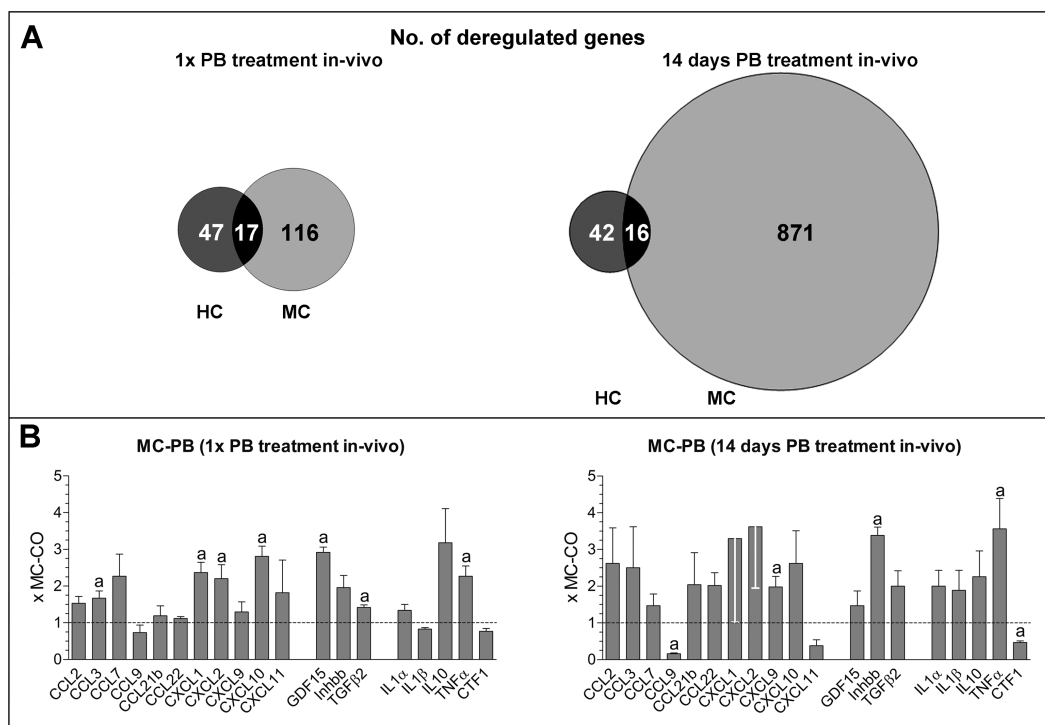 A
No. of deregulated genes
1x PB treatment in-vivo
14 days PB treatment in-vivo
47 17 116
42 16 871
HC MC
HC MC
B
MC-PB (1x PB treatment in-vivo)
MC-PB (14 days PB treatment in-vivo)
x MC-CO
5
4
3
2
1
0
a a a a a a a
CCL2 CCL3 CCL7 CCL9 CCL21b CCL22 CXCL1 CXCL2 CXCL9 CXCL10 CXCL11 GDF15 Inhbb TGFβ2 IL1α IL1β IL10 TNFα CTF1
x MC-CO
5
4
3
2
1
0
a a a a a
CCL2 CCL3 CCL7 CCL9 CCL21b CCL22 CXCL1 CXCL2 CXCL9 CXCL10 CXCL11 GDF15 Inhbb TGFβ2 IL1α IL1β IL10 TNFα CTF1